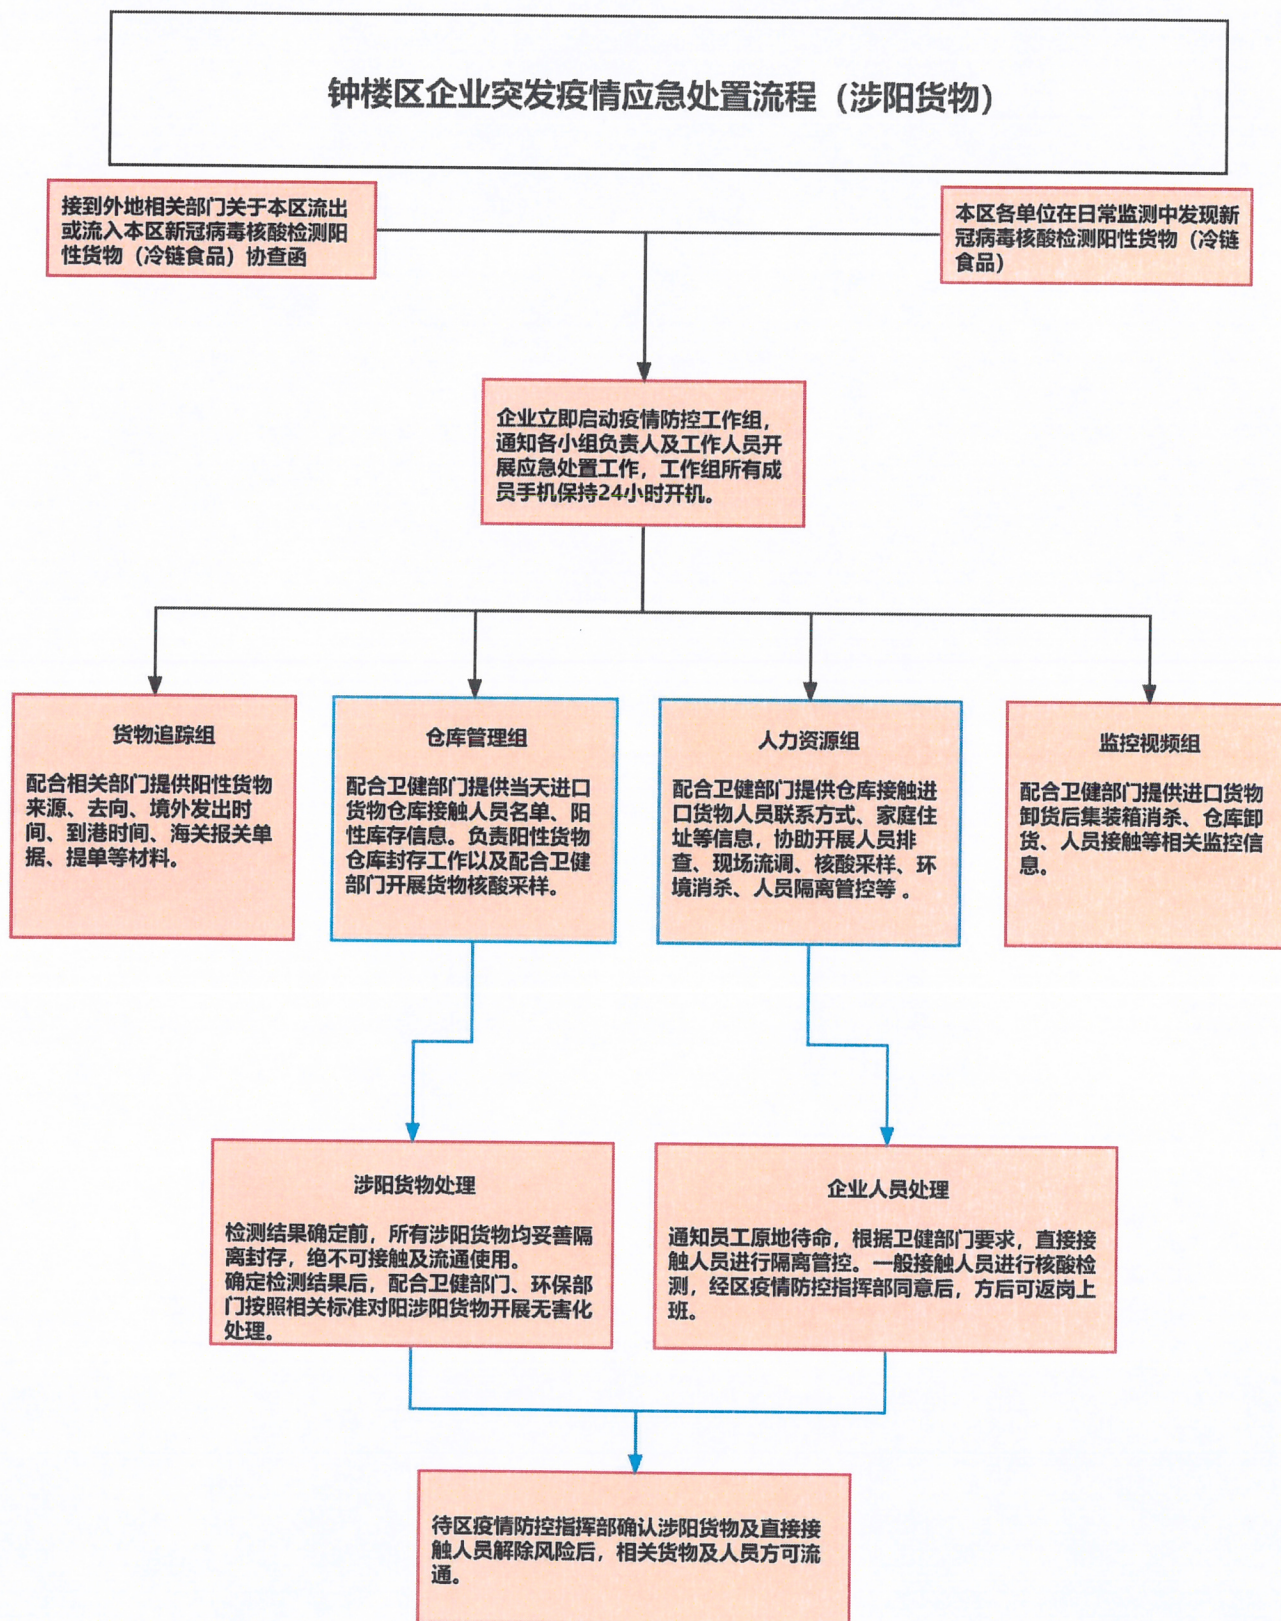 钟楼区企业突发疫情应急处置流程（涉阳货物）
接到外地相关部门关于本区流出
或流入本区新冠病毒核酸检测阳
性货物（冷链食品）协查函
本区各单位在日常监测中发现新
冠病毒核酸检测阳性货物（冷链
食品）
企业立即启动疫情防控工作组，
通知各小组负责人及工作人员开
展应急处置工作，工作组所有成
员手机保持24小时开机。
货物追踪组
配合相关部门提供阳性货物
来源、去向、境外发出时
间、到港时间、海关报关单
据、提单等材料。
仓库管理组
配合卫健部门提供当天进口
货物仓库接触人员名单、阳
性库存信息。负责阳性货物
仓库封存工作以及配合卫健
部门开展货物核酸采样。
人力资源组
配合卫健部门提供仓库接触进
口货物人员联系方式、家庭住
址等信息，协助开展人员排
查、现场流调、核酸采样、环
境消杀、人员隔离管控等 。
监控视频组
配合卫健部门提供进口货物
卸货后集装箱消杀、仓库卸
货、人员接触等相关监控信
息。
涉阳货物处理
检测结果确定前，所有涉阳货物均妥善隔
离封存，绝不可接触及流通使用。
确定检测结果后，配合卫健部门、环保部
门按照相关标准对阳涉阳货物开展无害化
处理。
企业人员处理
通知员工原地待命，根据卫健部门要求，直接接
触人员进行隔离管控。一般接触人员进行核酸检
测，经区疫情防控指挥部同意后，方后可返岗上
班。
待区疫情防控指挥部确认涉阳货物及直接接
触人员解除风险后，相关货物及人员方可流
通。